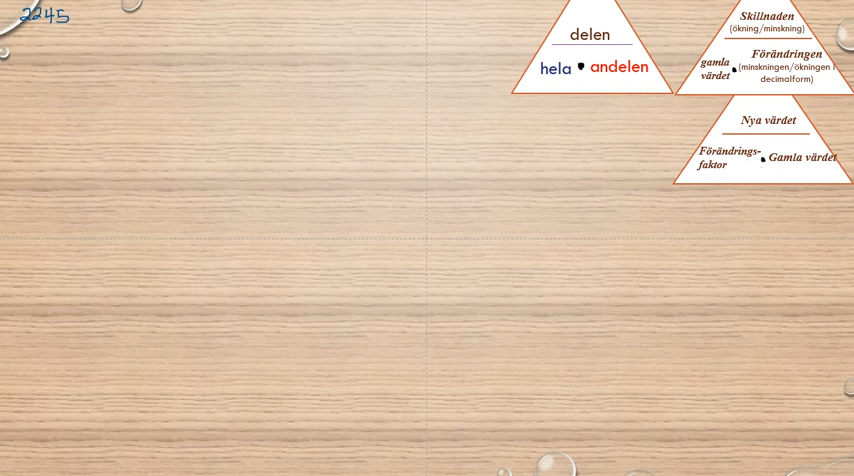 2245
delen
hela • andelen
Skillnaden
(ökning/minskning)
gamla
värdet
• Förändringen
(minskningen/ökningen i
decimalform)
Nya värdet
Förändrings-
faktor
• Gamla värdet